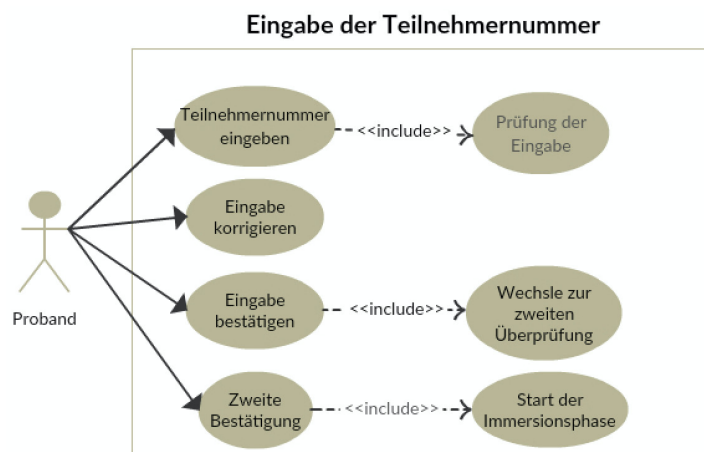 Eingabe der Teilnehmernummer
Teilnehmernummer
eingeben
<<include>>
Prüfung der
Eingabe
Eingabe
korrigieren
Proband
Eingabe
bestätigen
<<include>>
Wechsle zur
zweiten
Überprüfung
Zweite
Bestätigung
<<include>>
Start der
Immersionsphase